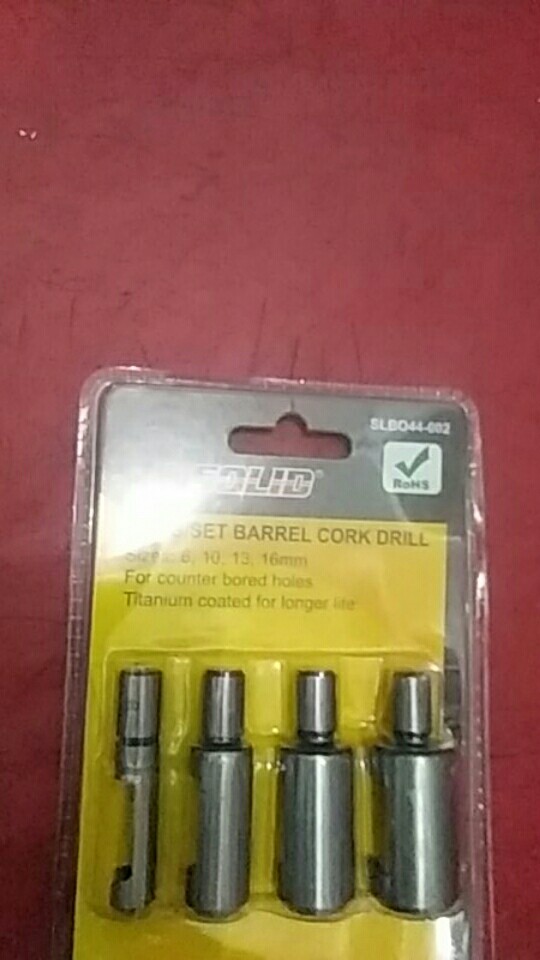 SLBO44-002
SOLID®
RoHS
SET BARREL CORK DRILL
10, 13, 16mm
For counter bored holes
Titanium coated for longer life